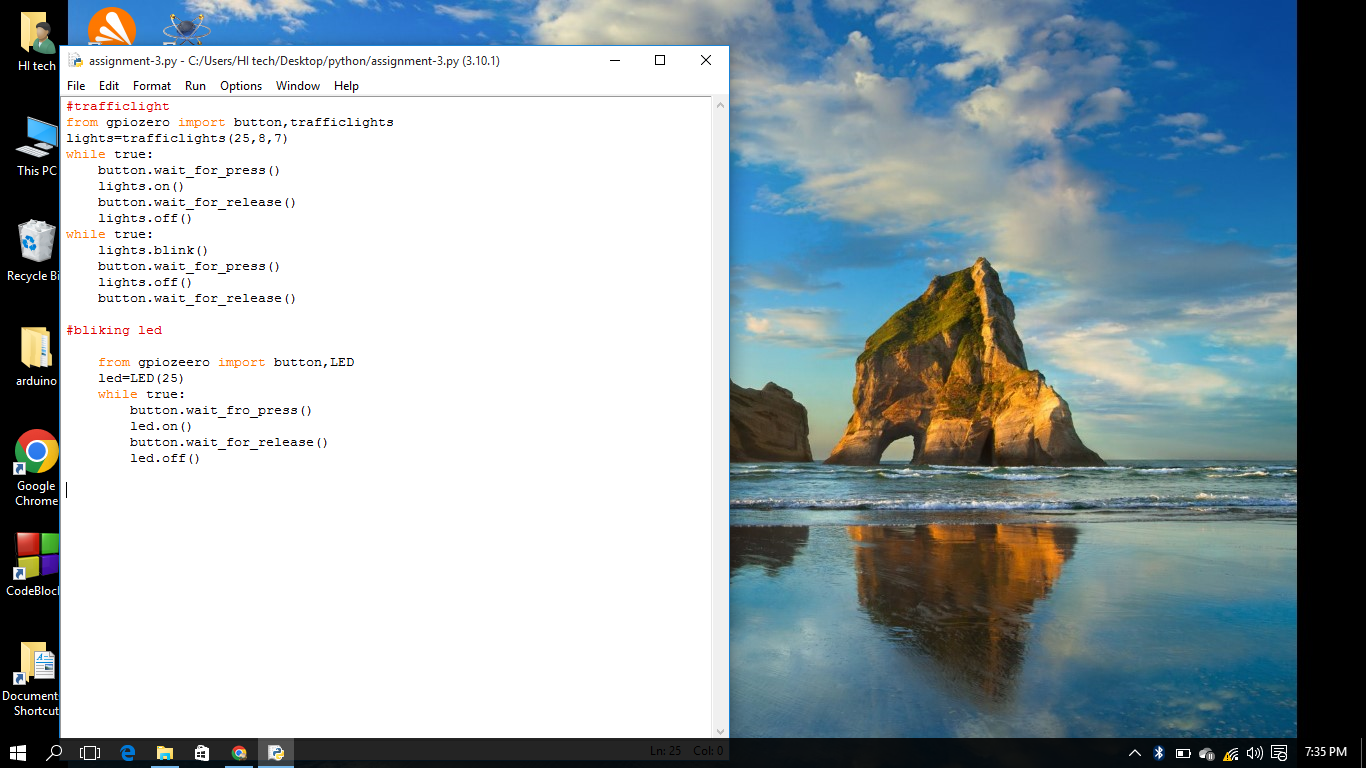 HI tech
This PC
Recycle Bi
arduino
Google
Chrome
CodeBlocl
Document
Shortcut
assignment-3.py - C:/Users/HI tech/Desktop/python/assignment-3.py (3.10.1)
File Edit Format Run Options Window Help
#trafficlight
from gpiozero import button,trafficlights
lights=trafficlights(25,8,7)
while true:
    button.wait_for_press()
    lights.on()
    button.wait_for_release()
    lights.off()
while true:
    lights.blink()
    button.wait_for_press()
    lights.off()
    button.wait_for_release()
#bliking led
    from gpiozeero import button,LED
    led=LED(25)
    while true:
        button.wait_fro_press()
        led.on()
        button.wait_for_release()
        led.off()
Ln: 25 Col: 0
7:35 PM